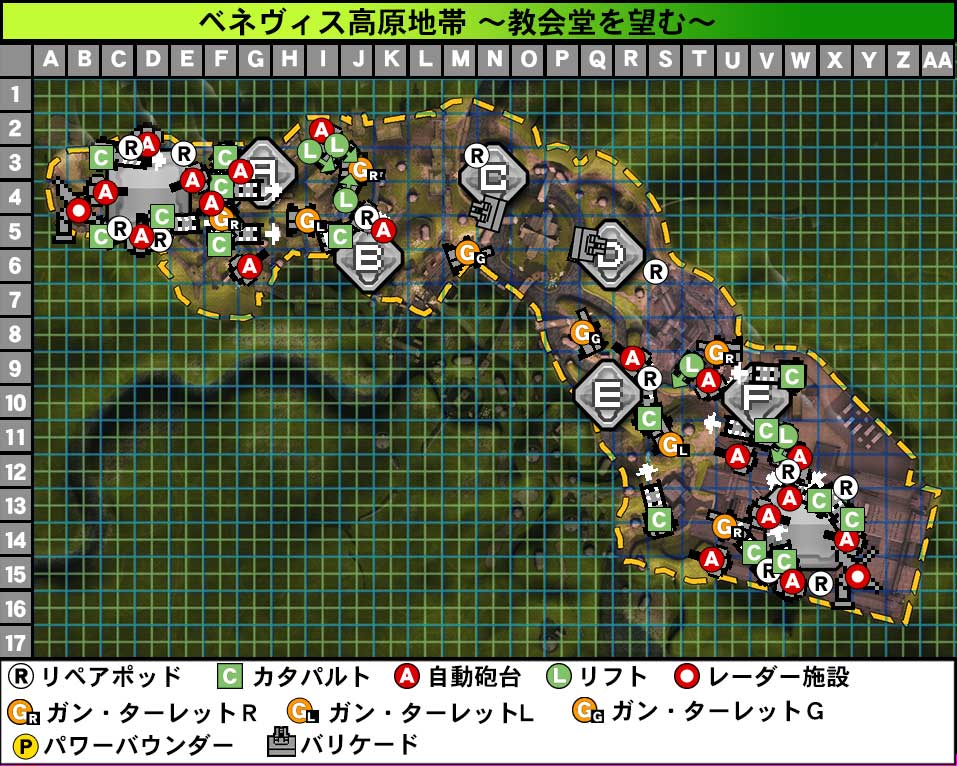 ベネヴィス高原地帯 ～教会堂を望む～
A B C D E F G H I J K L M N O P Q R S T U V W X Y Z AA
1
2
3
4
5
6
7
8
9
10
11
12
13
14
15
16
17
A
B
C
D
E
F
R リペアポッド C カタパルト A 自動砲台 L リフト レーダー施設
G R ガン・ターレットR G L ガン・ターレットL G G ガン・ターレットG
P パワーバウンダー バリケード